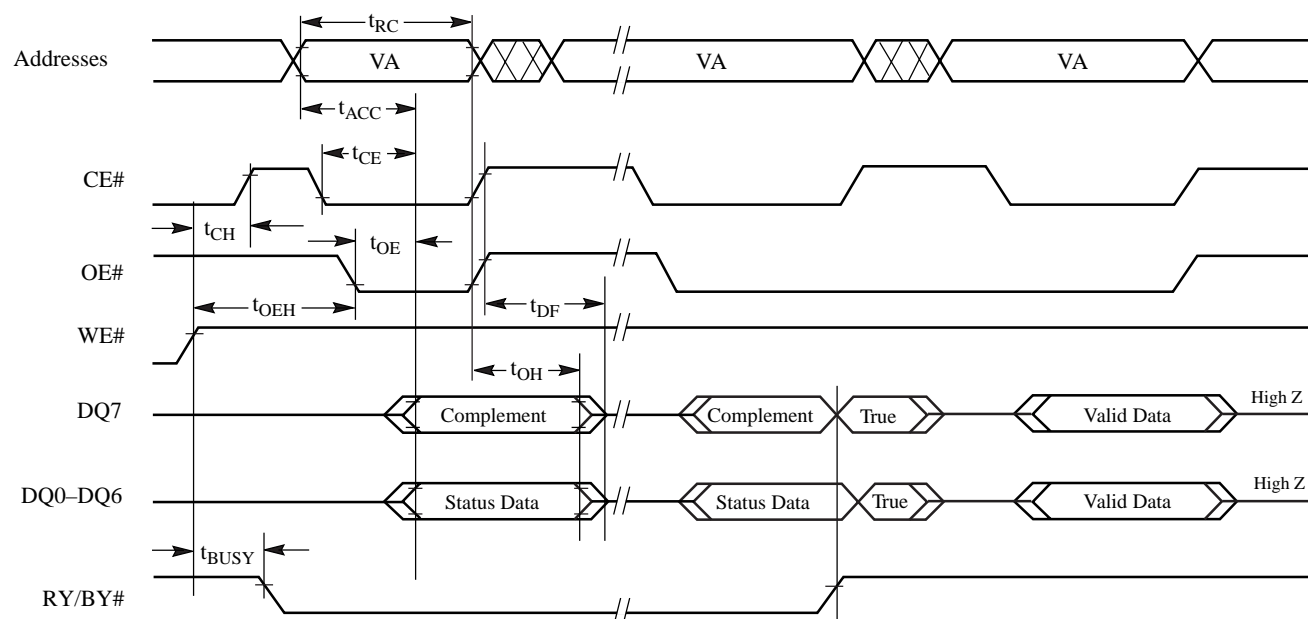 tRC
Addresses VA VA VA
tACC
tCE
CE#
tCH tOE
OE#
tOEH tDF
WE#
tOH
DQ7 Complement Complement True Valid Data High Z
DQ0–DQ6 Status Data Status Data True Valid Data High Z
tBUSY
RY/BY#